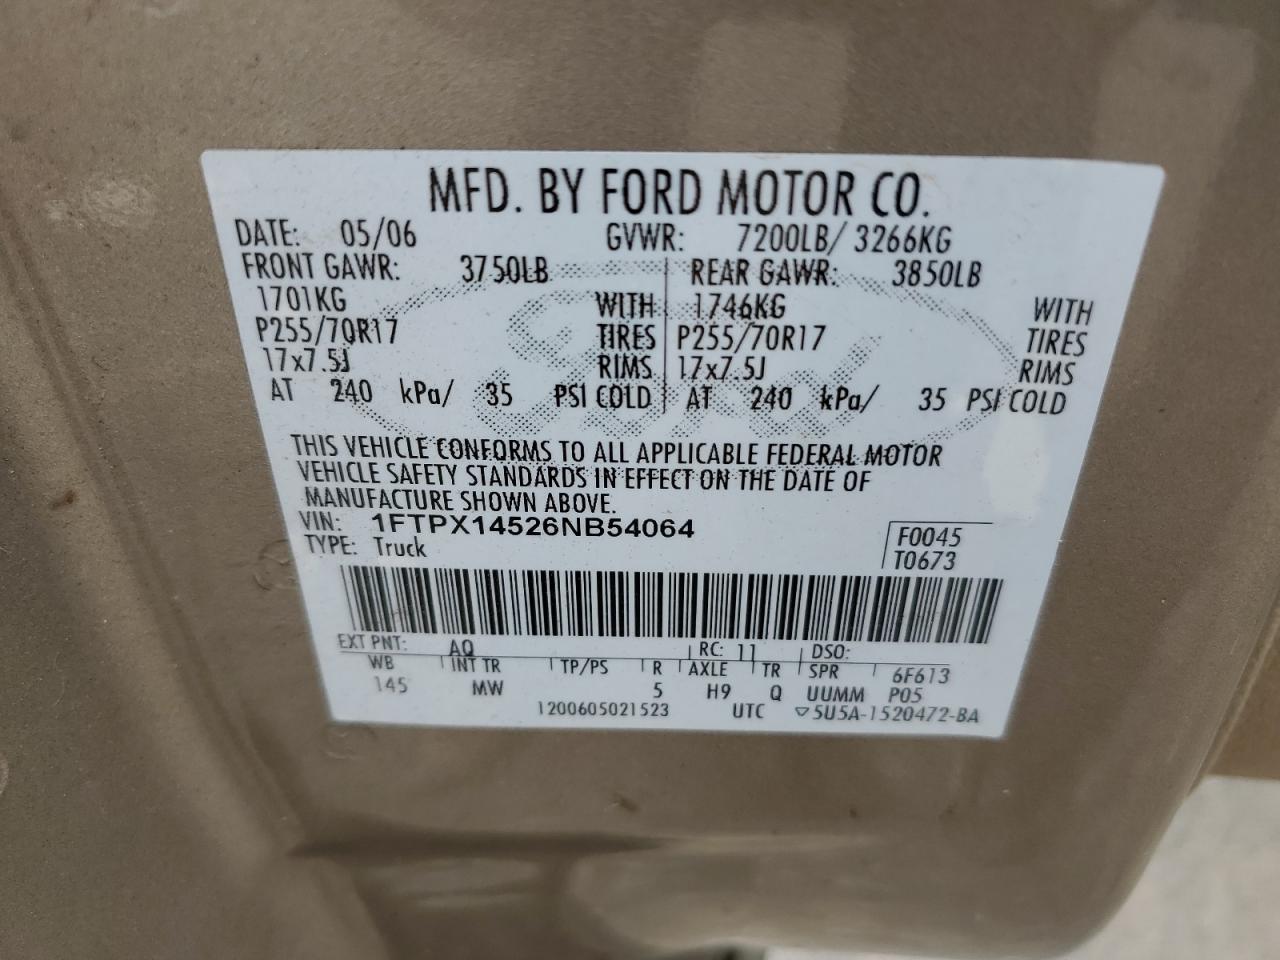 MFD. BY FORD MOTOR CO.
DATE: 05/06 GVWR: 7200LB/ 3266KG
FRONT GAWR: 3750LB REAR GAWR: 3850LB
1701KG WITH 1746KG WITH
P255/70R17 TIRES P255/70R17 TIRES
17x7.5J RIMS 17x7.5J RIMS
AT 240 kPa/ 35 PSI COLD AT 240 kPa/ 35 PSI COLD
THIS VEHICLE CONFORMS TO ALL APPLICABLE FEDERAL MOTOR
VEHICLE SAFETY STANDARDS IN EFFECT ON THE DATE OF
MANUFACTURE SHOWN ABOVE.
VIN: 1FTPX14526NB54064 F0045
TYPE: Truck T0673
EXT PNT: AQ RC: 11 DSO:
WB INT TR TP/PS R AXLE TR SPR 6F613
145 MW 5 H9 Q UUMM P05
1200605021523 UTC ▽5U5A-1520472-BA